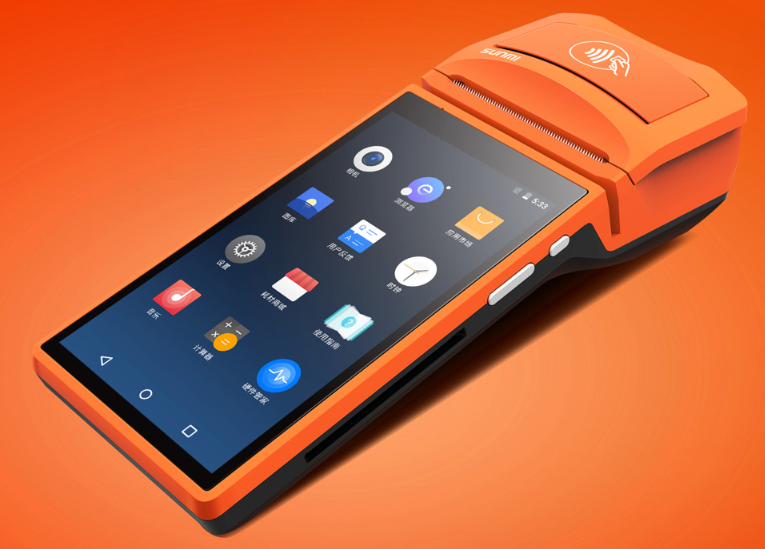 SUNMI
5:33
相机
浏览器
应用市场
图库
用户反馈
时钟
设置
耗材商城
使用指南
音乐
计算器
硬件管家